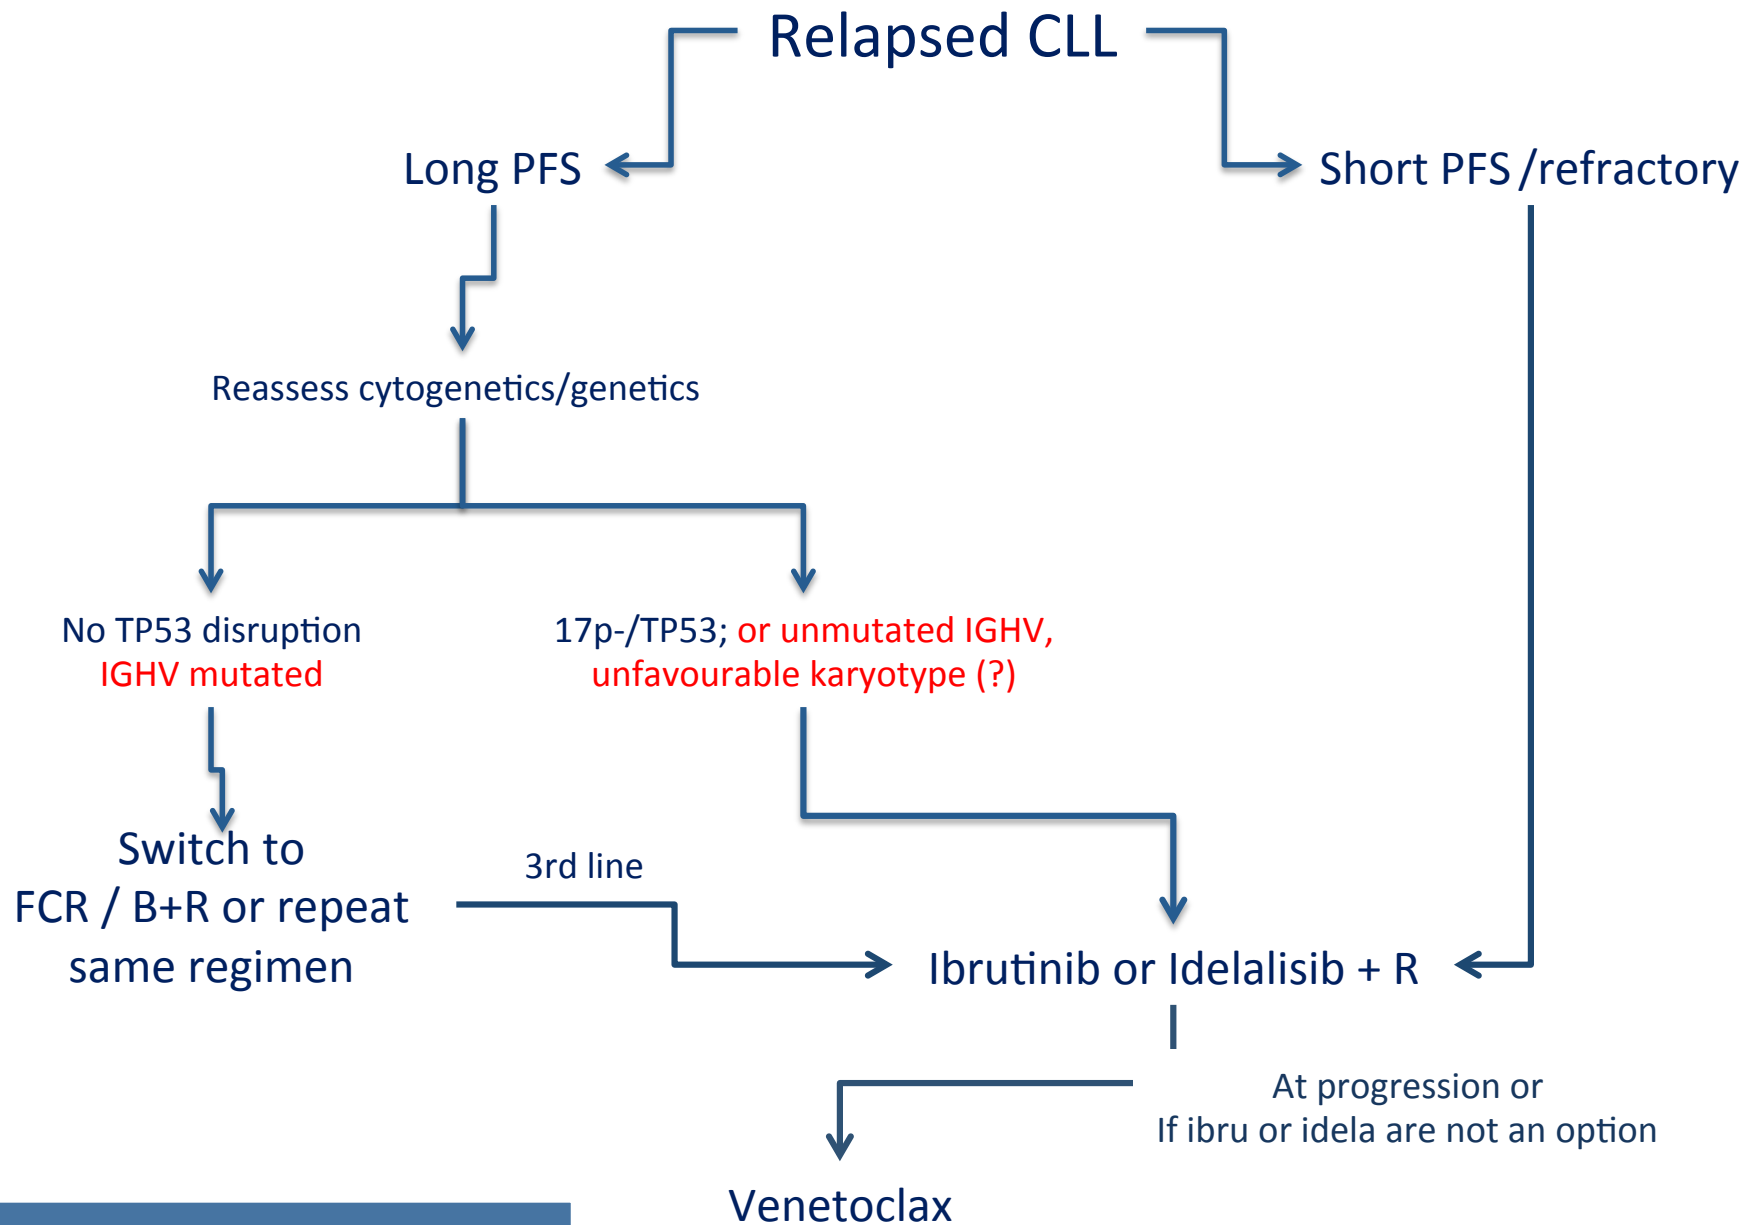 Relapsed CLL
Long PFS
Short PFS /refractory
Reassess cytogenetics/genetics
No TP53 disruption
IGHV mutated
17p-/TP53; or unmutated IGHV,
unfavourable karyotype (?)
Switch to
FCR / B+R or repeat
same regimen
3rd line
Ibrutinib or Idelalisib + R
At progression or
If ibru or idela are not an option
Venetoclax